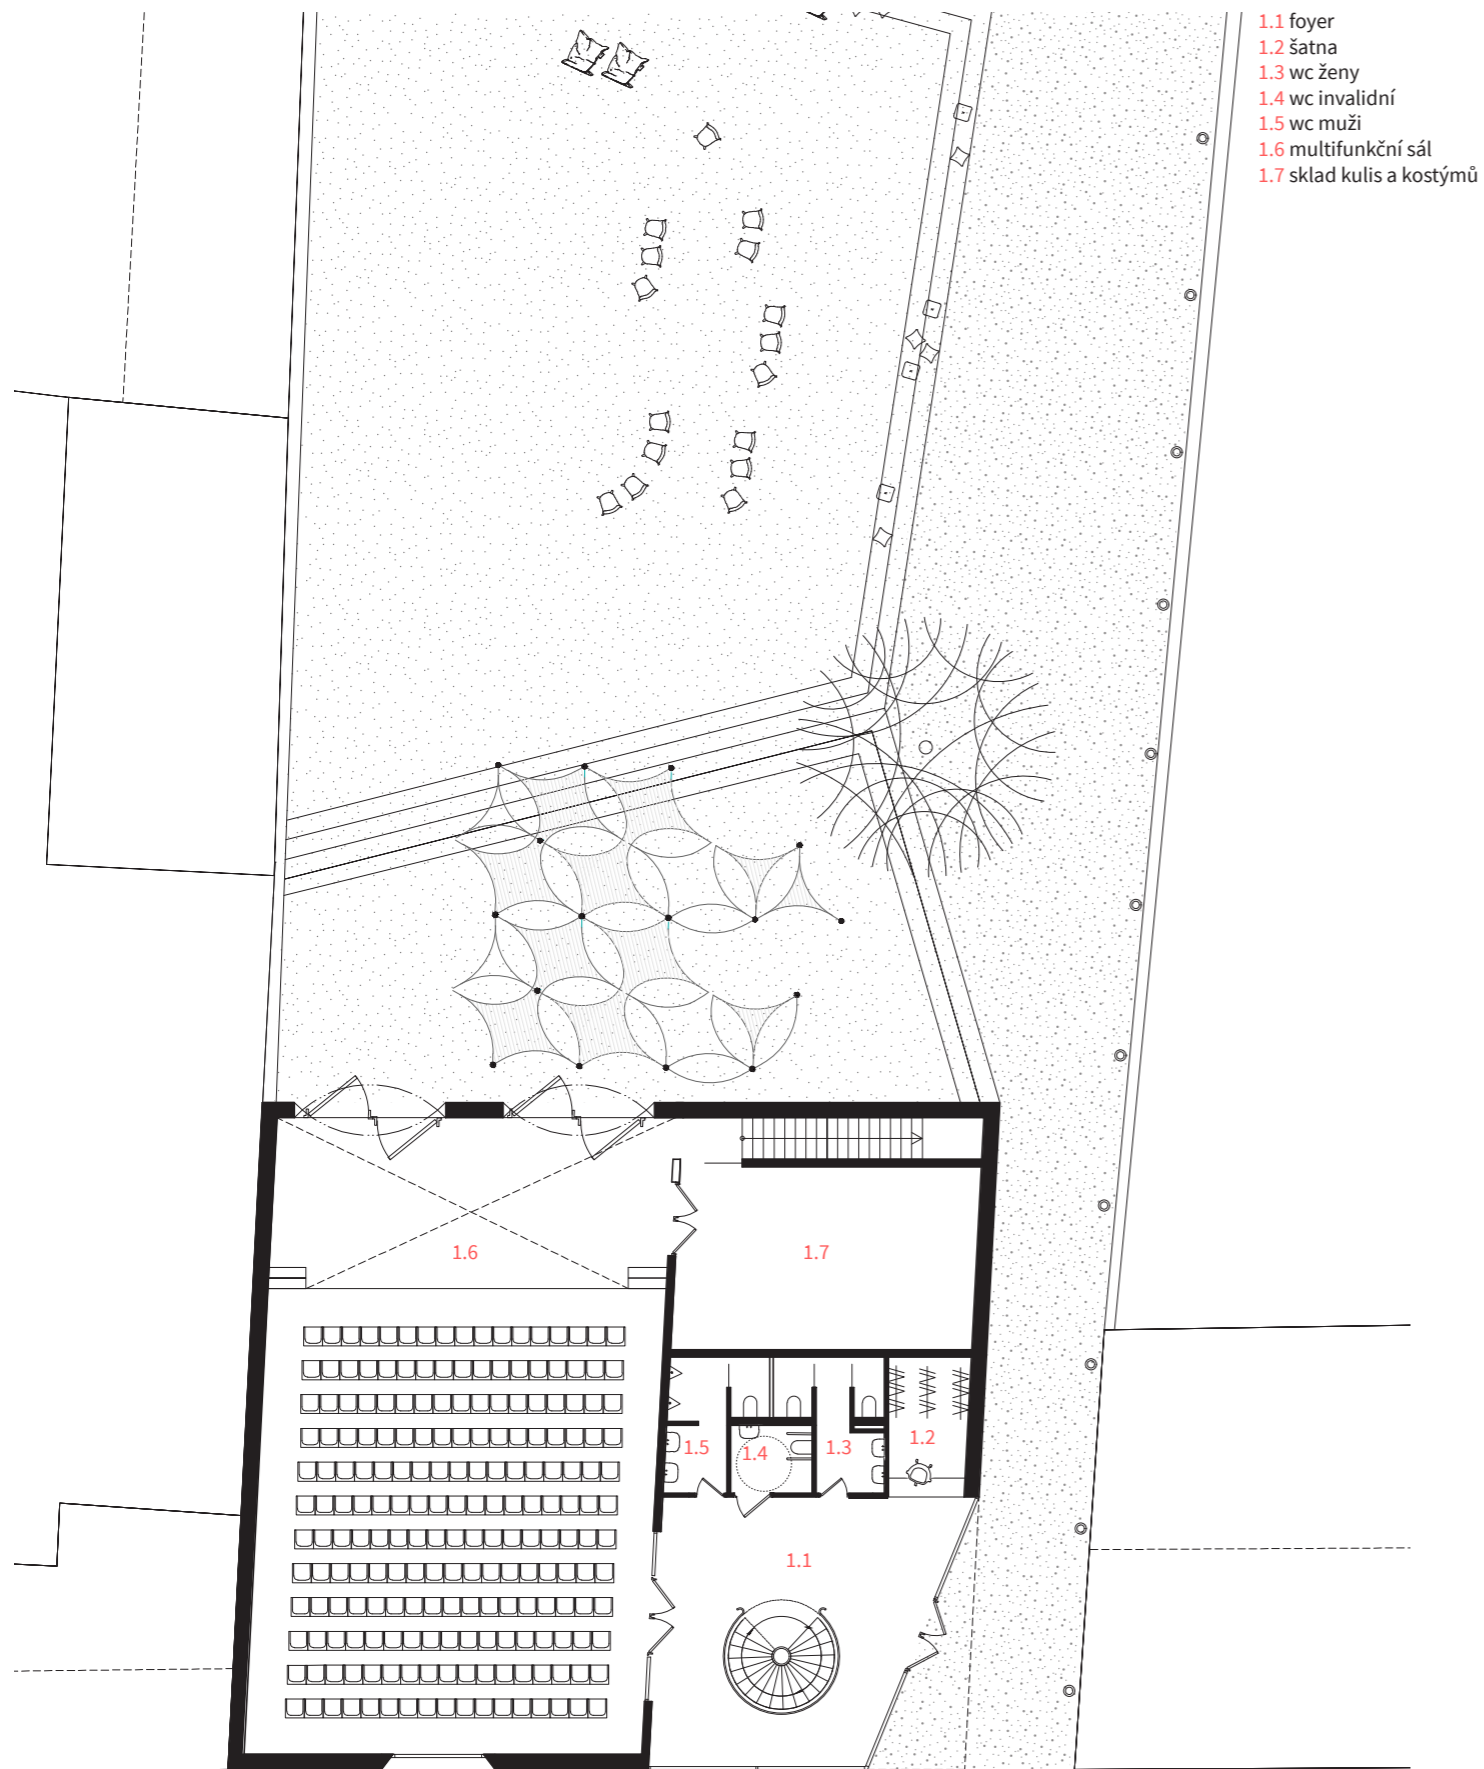 1.1 foyer
1.2 šatna
1.3 wc ženy
1.4 wc invalidní
1.5 wc muži
1.6 multifunkční sál
1.7 sklad kulis a kostýmů
1.6
1.7
1.2
1.5
1.4
1.3
1.1